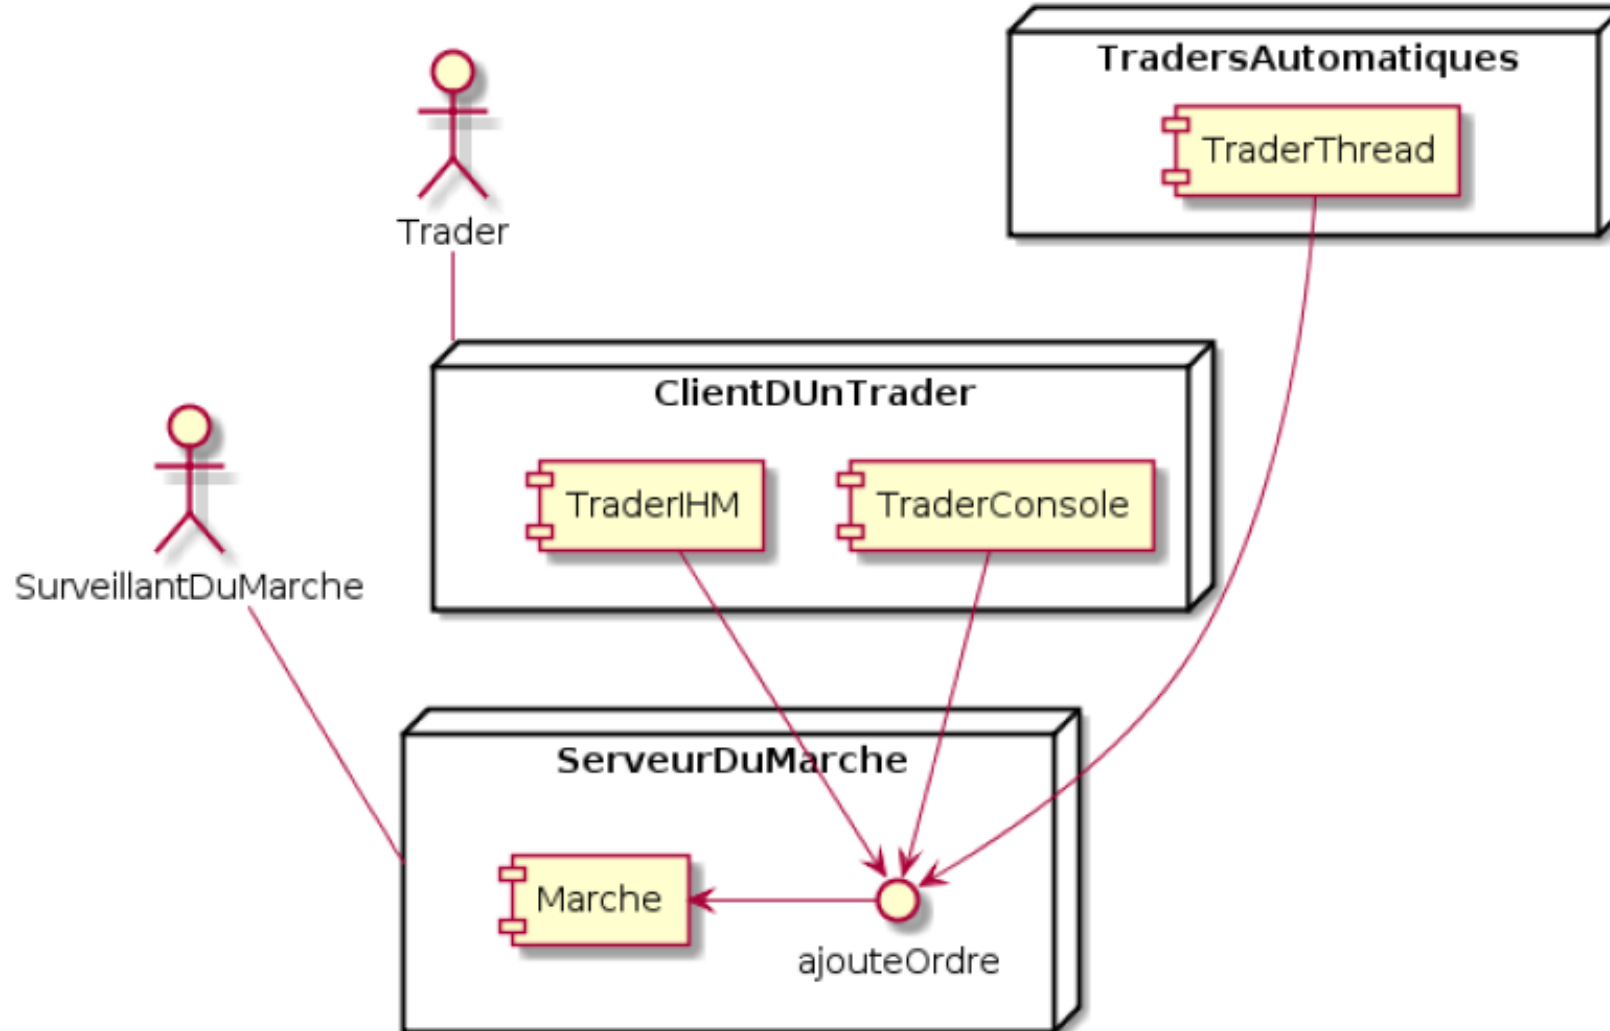 TradersAutomatiques
TraderThread
Trader
ClientDUnTrader
TraderIHM
TraderConsole
SurveillantDuMarche
ServeurDuMarche
Marche
ajouteOrdre